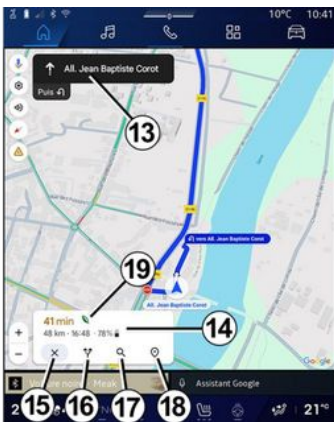 10°C 10:41
All. Jean Baptiste Corot
Puis
13
vers All. Jean Baptiste Corot
All. Jean Baptiste Corot
19
41 min
14
48 km · 16:48 · 78%
+
−
Google
Assistant Google
15 16 17 18
21°